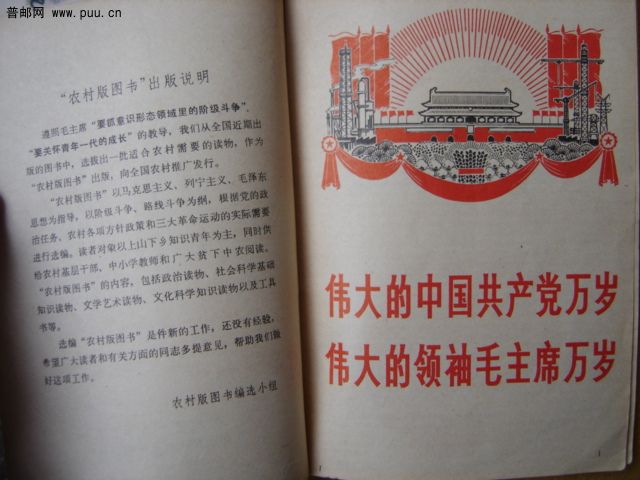 普邮网 www.puu.cn
“农村版图书”出版说明
遵照毛主席“要抓意识形态领域里的阶级斗争”、
“要关怀青年一代的成长”的教导，我们从全国近期出
版的图书中，选拔出一批适合农村需要的读物，作为
“农村版图书”出版，向全国农村推广发行。
“农村版图书”以马克思主义、列宁主义、毛泽东
思想为指导，以阶级斗争、路线斗争为纲，根据党的政
治任务、农村各项方针政策和三大革命运动的实际需要
进行选编。读者对象以上山下乡知识青年为主，同时供
给农村基层干部、中小学教师和广大贫下中农阅读。
“农村版图书”的内容，包括政治读物、社会科学基础
知识读物、文学艺术读物、文化科学知识读物以及工具
书等。
选编“农村版图书”是件新的工作，还没有经验，
希望广大读者和有关方面的同志多提意见，帮助我们做
好这项工作。
农村版图书编选小组
伟大的中国共产党万岁
伟大的领袖毛主席万岁
1
1